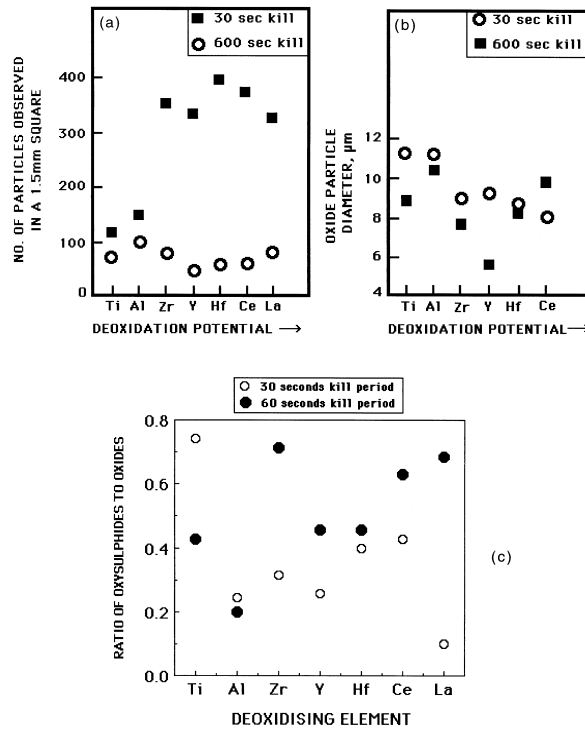 (a)
30 sec kill
600 sec kill
NO. OF PARTICLES OBSERVED
IN A 1.5mm SQUARE
400
300
200
100
0
Ti Al Zr Y Hf Ce La
DEOXIDATION POTENTIAL →
(b)
30 sec kill
600 sec kill
OXIDE PARTICLE
DIAMETER, µm
12
10
8
6
4
Ti Al Zr Y Hf Ce
DEOXIDATION POTENTIAL→
30 seconds kill period
60 seconds kill period
RATIO OF OXYSULPHIDES TO OXIDES
0.8
0.6
0.4
0.2
0.0
Ti Al Zr Y Hf Ce La
DEOXIDISING ELEMENT
(c)